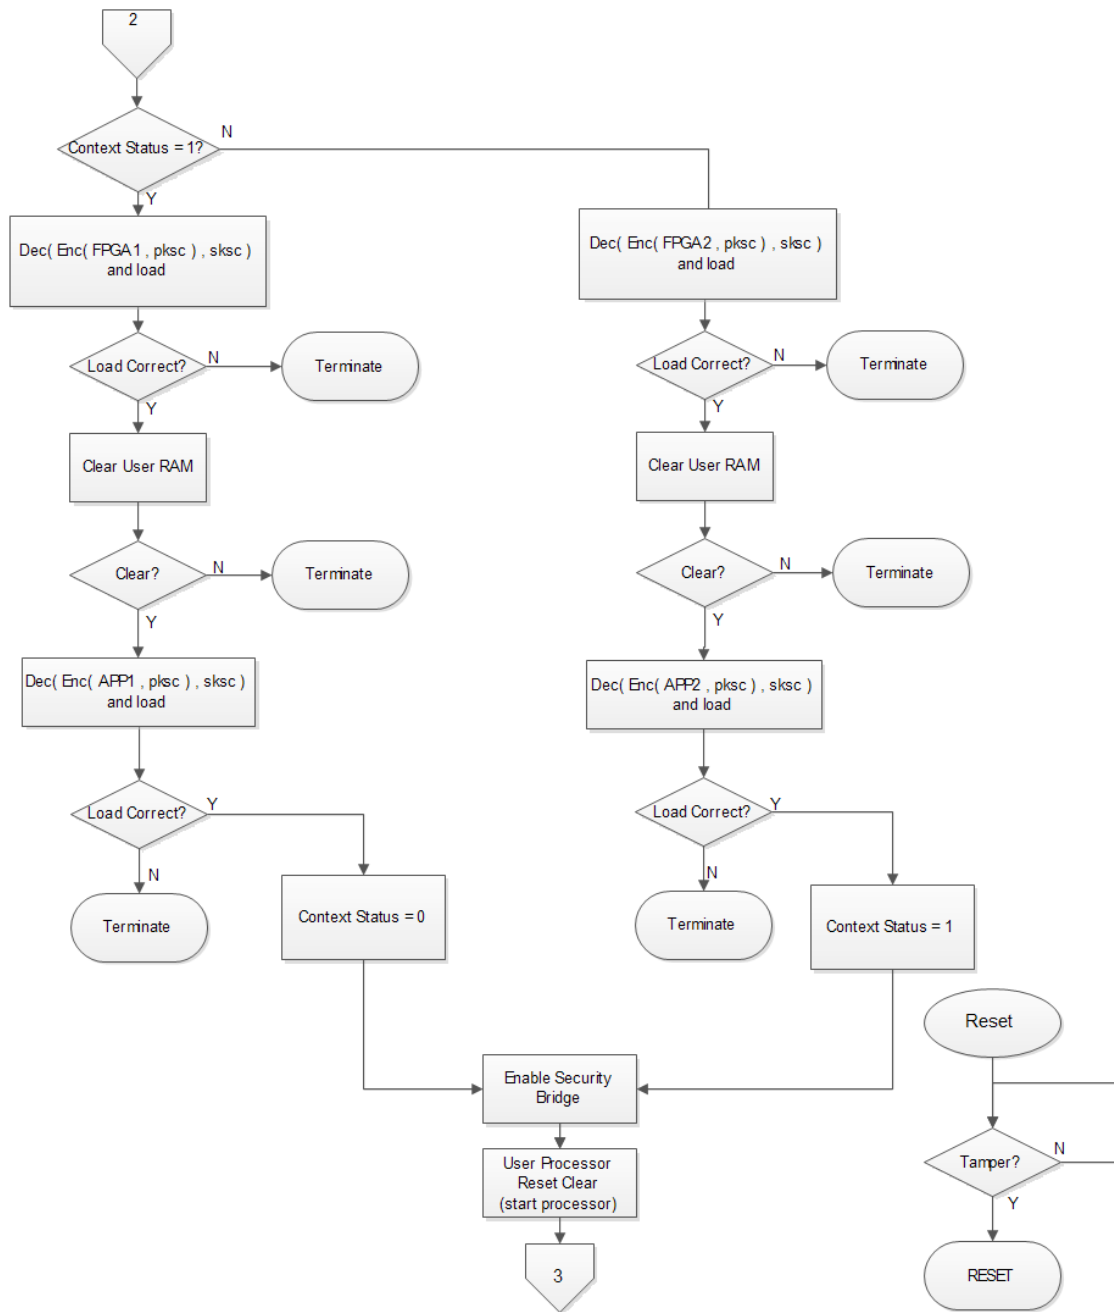 2
Context Status = 1?
N
Y
Dec( Enc( FPGA1 , pksc ) , sksc )
and load
Dec( Enc( FPGA2 , pksc ) , sksc )
and load
Load Correct?
N
Terminate
Y
Load Correct?
N
Terminate
Y
Clear User RAM
Clear User RAM
Clear?
N
Terminate
Y
Clear?
N
Terminate
Y
Dec( Enc( APP1 , pksc ) , sksc )
and load
Dec( Enc( APP2 , pksc ) , sksc )
and load
Load Correct?
Y
N
Terminate
Context Status = 0
Load Correct?
Y
N
Terminate
Context Status = 1
Enable Security
Bridge
User Processor
Reset Clear
(start processor)
3
Reset
Tamper?
N
Y
RESET